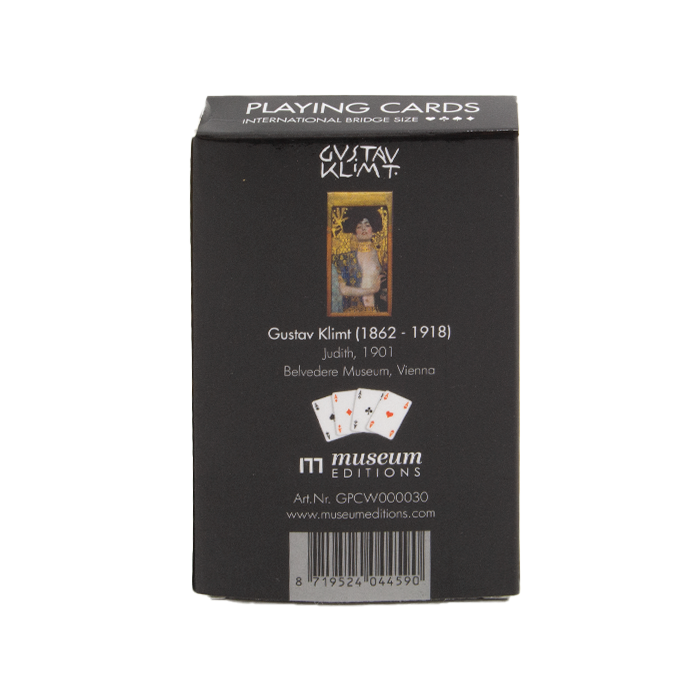 PLAYING CARDS
INTERNATIONAL BRIDGE SIZE ♥♣♦♠
GUSTAV
KLIMT.
Gustav Klimt (1862 - 1918)
Judith, 1901
Belvedere Museum, Vienna
m museum
EDITIONS
Art.Nr. GPCW000030
www.museumeditions.com
8 719524 044590